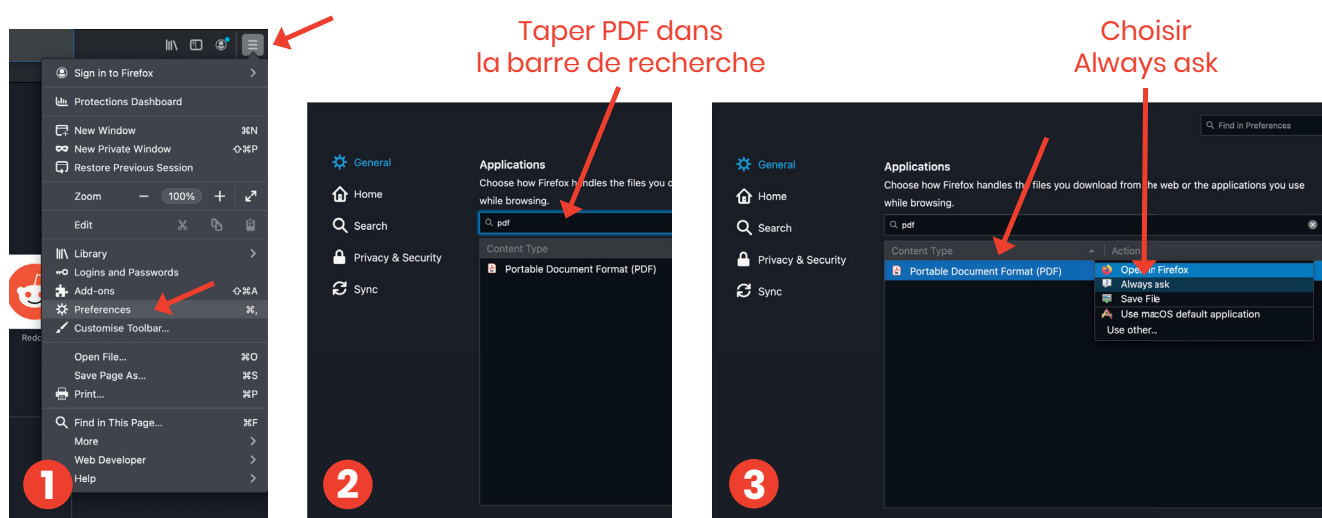 Taper PDF dans
la barre de recherche
Choisir
Always ask
Sign in to Firefox
Protections Dashboard
New Window ⌘N
New Private Window ⇧⌘P
Restore Previous Session
Zoom − 100% +
Edit
Library
Logins and Passwords
Add-ons ⇧⌘A
Preferences ⌘,
Customise Toolbar...
Open File... ⌘O
Save Page As... ⌘S
Print... ⌘P
Find in This Page... ⌘F
More
Web Developer
Help
1
General
Home
Search
Privacy & Security
Sync
Applications
Choose how Firefox handles the files you
while browsing.
pdf
Content Type
Portable Document Format (PDF)
2
Find in Preferences
General
Home
Search
Privacy & Security
Sync
Applications
Choose how Firefox handles the files you download from the web or the applications you use
while browsing.
pdf
Content Type Action
Portable Document Format (PDF)
Open in Firefox
Always ask
Save File
Use macOS default application
Use other...
3